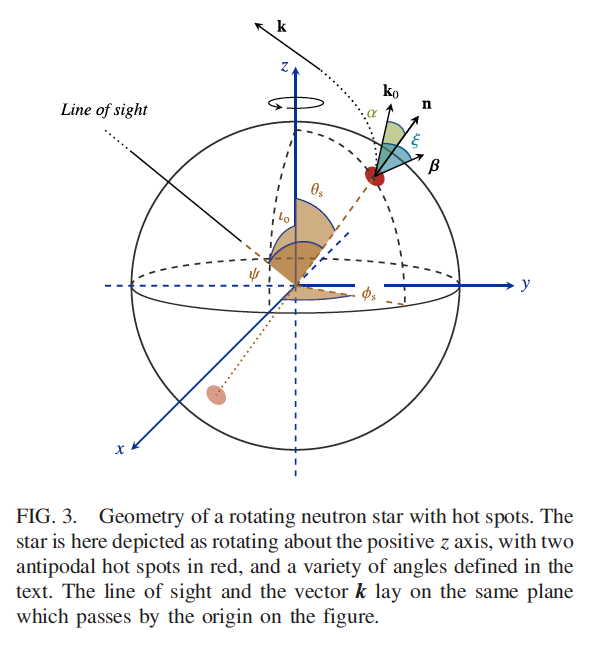 k
z
k₀
n
α
Line of sight
ξ
β
θₛ
ιₒ
ψ
ϕₛ
y
x
FIG. 3. Geometry of a rotating neutron star with hot spots. The
star is here depicted as rotating about the positive z axis, with two
antipodal hot spots in red, and a variety of angles defined in the
text. The line of sight and the vector k lay on the same plane
which passes by the origin on the figure.